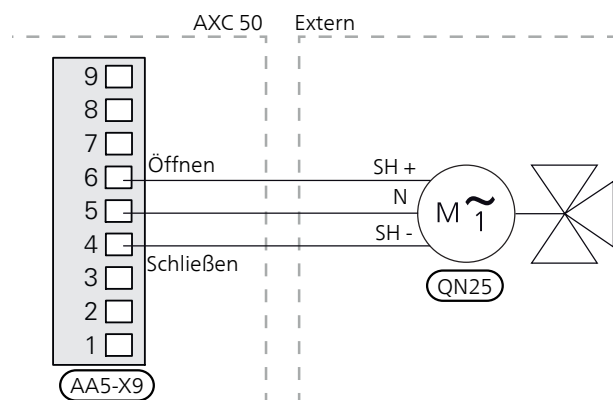 AXC 50 Extern
9
8
7
6 Öffnen SH +
5 N
4 SH -
Schließen
3
2
1
M ~ 1
QN25
AA5-X9